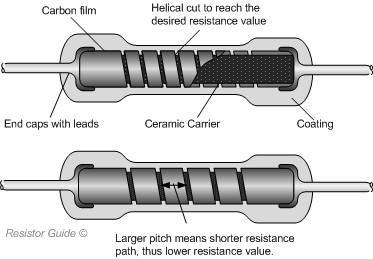 Carbon film
Helical cut to reach the
desired resistance value
End caps with leads
Ceramic Carrier
Coating
Resistor Guide ©
Larger pitch means shorter resistance
path, thus lower resistance value.